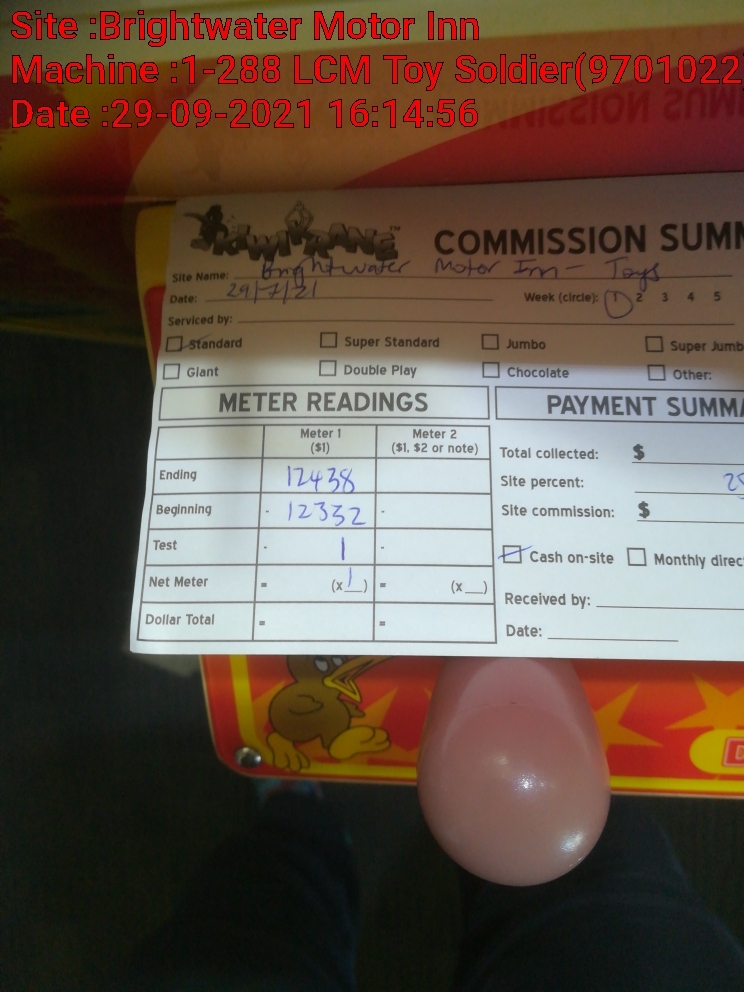 Site :Brightwater Motor Inn
Machine :1-288 LCM Toy Soldier(9701022
Date :29-09-2021 16:14:56
KIWIKRANE™ COMMISSION SUMM
Site Name: Brightwater Motor Inn - Toys
Date: 29/7/21 Week (circle): 1 2 3 4 5
Serviced by:
Standard Super Standard Jumbo Super Jumb
Giant Double Play Chocolate Other:
METER READINGS PAYMENT SUMMA
Meter 1 ($1) Meter 2 ($1, $2 or note)
Total collected: $
Ending 12438
Site percent: 25
Beginning - 12332 -
Site commission: $
Test - 1 -
Cash on-site Monthly direc
Net Meter = (x 1) = (x__)
Received by:
Dollar Total = =
Date: